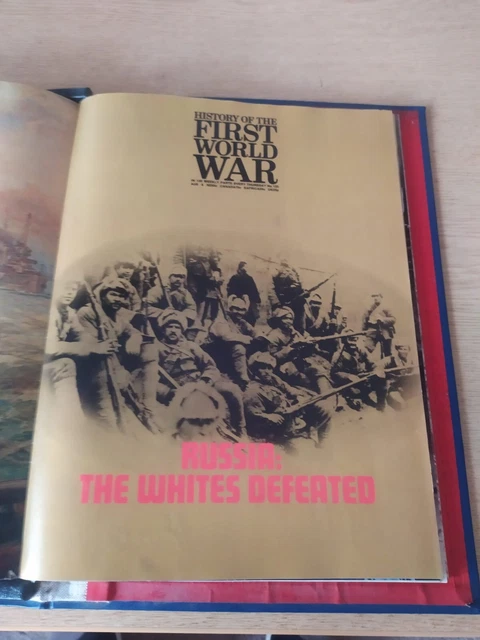 HISTORY OF THE
FIRST
WORLD
WAR
RUSSIA:
THE WHITES DEFEATED